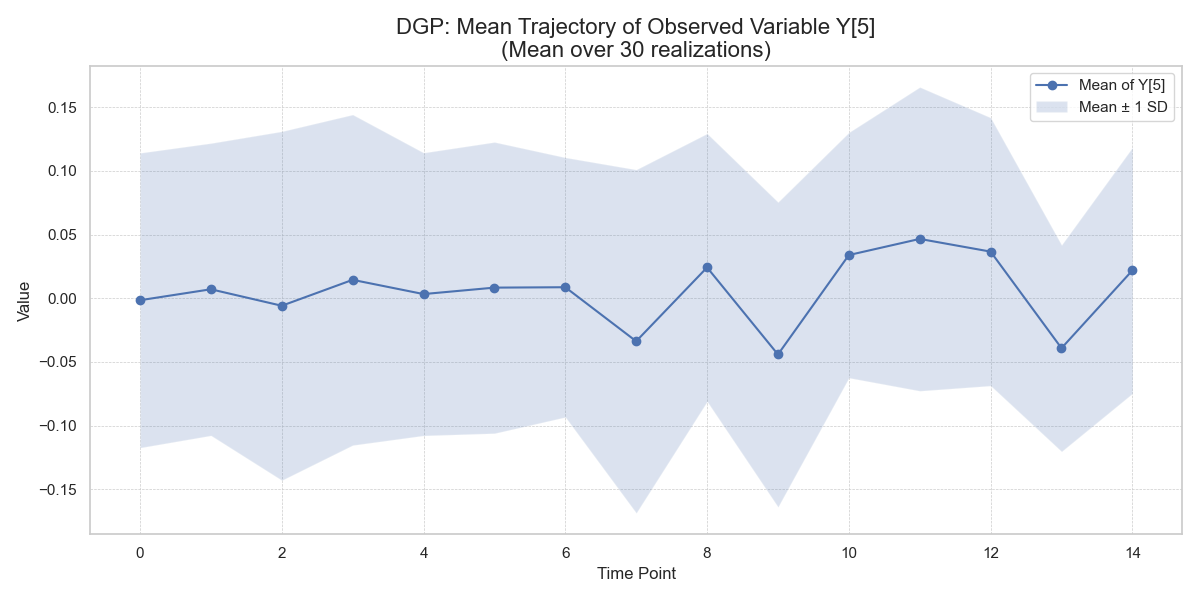 DGP: Mean Trajectory of Observed Variable Y[5]
(Mean over 30 realizations)
Mean of Y[5]
Mean ± 1 SD
Value
0.15
0.10
0.05
0.00
−0.05
−0.10
−0.15
0 2 4 6 8 10 12 14
Time Point